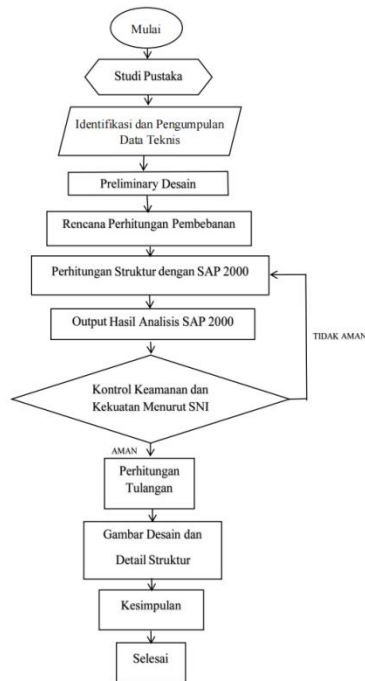 Mulai
Studi Pustaka
Identifikasi dan Pengumpulan
Data Teknis
Preliminary Desain
Rencana Perhitungan Pembebanan
Perhitungan Struktur dengan SAP 2000
Output Hasil Analisis SAP 2000
TIDAK AMAN
Kontrol Keamanan dan
Kekuatan Menurut SNI
AMAN
Perhitungan
Tulangan
Gambar Desain dan
Detail Struktur
Kesimpulan
Selesai